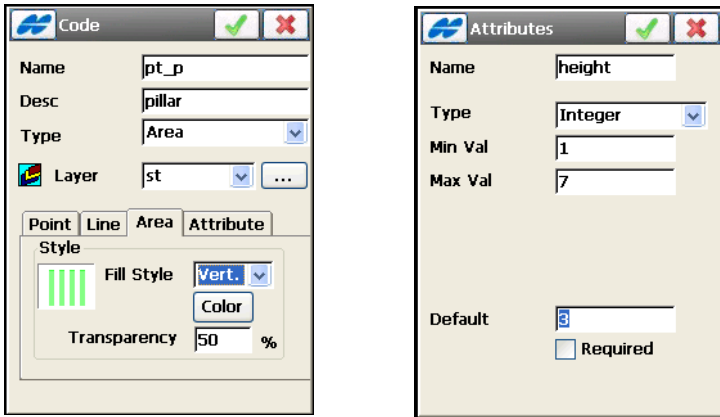 Code
Name pt_p
Desc pillar
Type Area
Layer st ...
Point Line Area Attribute
Style
Fill Style Vert.
Color
Transparency 50 %
Attributes
Name height
Type Integer
Min Val 1
Max Val 7
Default 3
Required